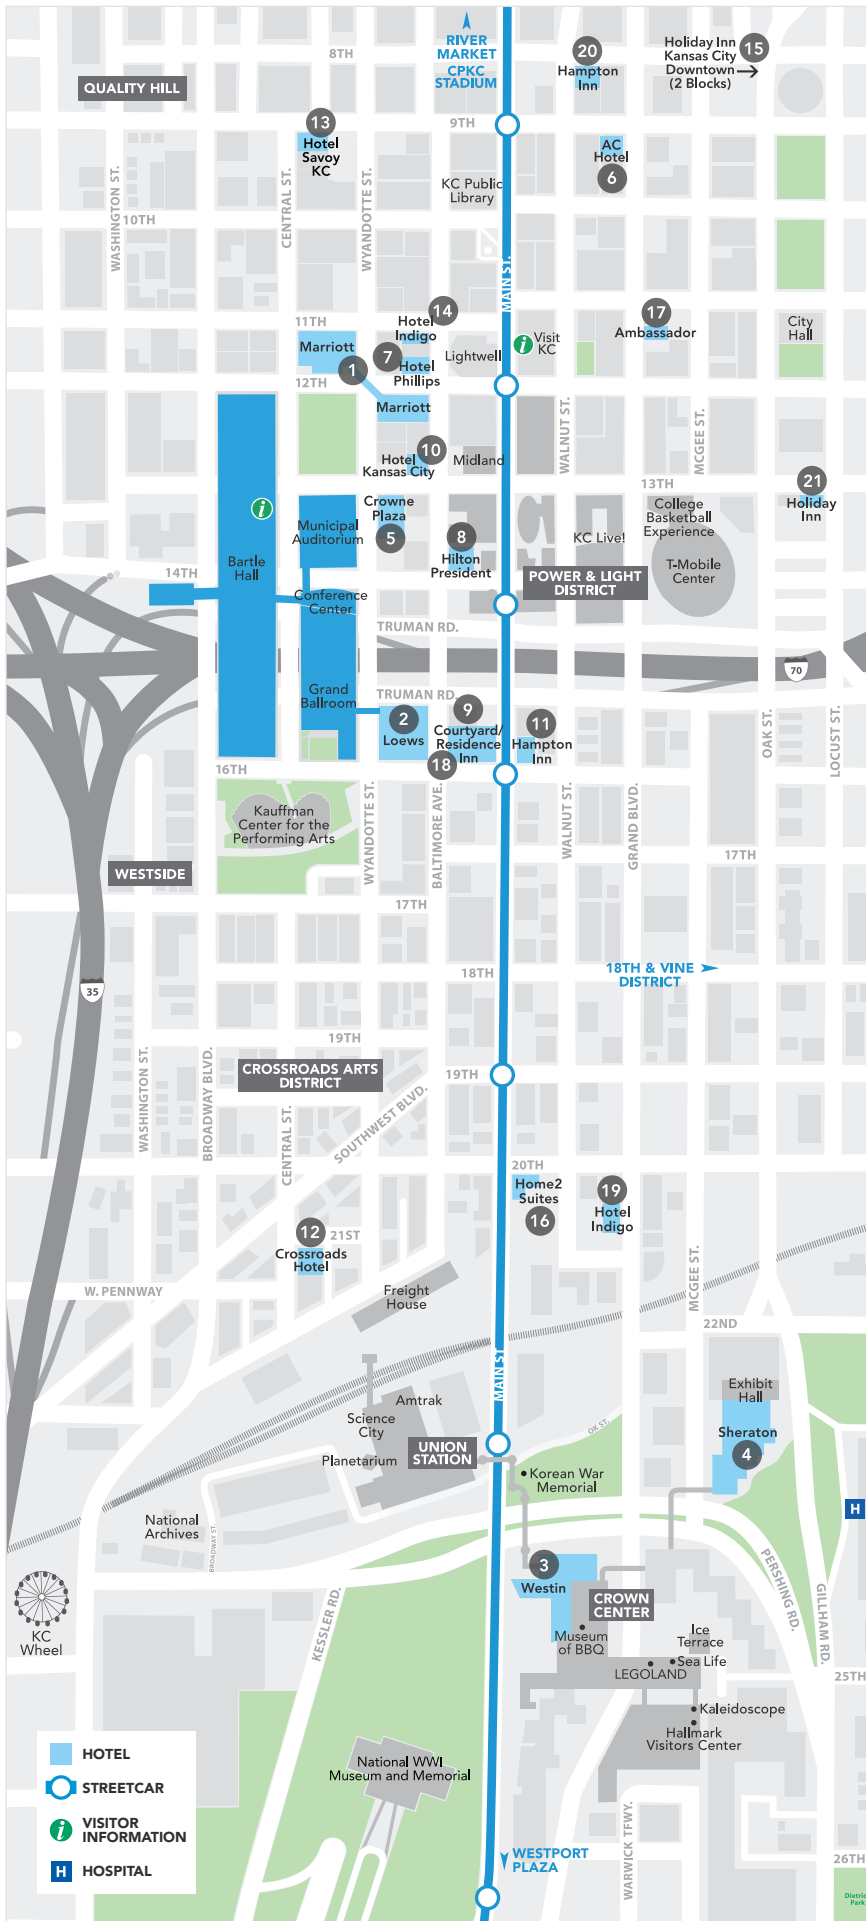 RIVER
MARKET
CPKC
STADIUM
8TH
20
Hampton
Inn
Holiday Inn
Kansas City
Downtown
(2 Blocks)
15
QUALITY HILL
13
Hotel
Savoy
KC
9TH
AC
Hotel
6
KC Public
Library
WASHINGTON ST.
CENTRAL ST.
WYANDOTTE ST.
10TH
MAIN ST.
11TH
14
Hotel
Indigo
17
Ambassador
City
Hall
i
Visit
KC
Marriott
1
7
Hotel
Phillips
Lightwell
12TH
Marriott
WALNUT ST.
MCGEE ST.
10
Hotel
Kansas City
Midland
13TH
21
Holiday
Inn
i
Bartle
Hall
Municipal
Auditorium
Crowne
Plaza
5
8
Hilton
President
KC Live!
College
Basketball
Experience
T-Mobile
Center
14TH
POWER & LIGHT
DISTRICT
Conference
Center
TRUMAN RD.
70
Grand
Ballroom
TRUMAN RD.
2
Loews
9
Courtyard/
Residence
Inn
18
11
Hampton
Inn
OAK ST.
LOCUST ST.
16TH
Kauffman
Center for the
Performing Arts
WYANDOTTE ST.
BALTIMORE AVE.
WALNUT ST.
GRAND BLVD.
17TH
WESTSIDE
17TH
35
18TH
18TH & VINE
DISTRICT
19TH
CROSSROADS ARTS
DISTRICT
19TH
WASHINGTON ST.
BROADWAY BLVD.
CENTRAL ST.
SOUTHWEST BLVD.
20TH
Home2
Suites
16
19
Hotel
Indigo
12
Crossroads
Hotel
21ST
W. PENNWAY
Freight
House
MCGEE ST.
22ND
MAIN ST.
Exhibit
Hall
Sheraton
4
Amtrak
Science
City
Planetarium
UNION
STATION
OK ST.
Korean War
Memorial
National
Archives
BROADWAY ST.
H
3
Westin
CROWN
CENTER
PERSHING RD.
GILLHAM RD.
KC
Wheel
KESSLER RD.
Museum
of BBQ
Ice
Terrace
Sea Life
LEGOLAND
25TH
Kaleidoscope
Hallmark
Visitors Center
National WWI
Museum and Memorial
WARWICK TFWY.
WESTPORT
PLAZA
26TH
Dietrich
Park
HOTEL
STREETCAR
i
VISITOR
INFORMATION
H
HOSPITAL